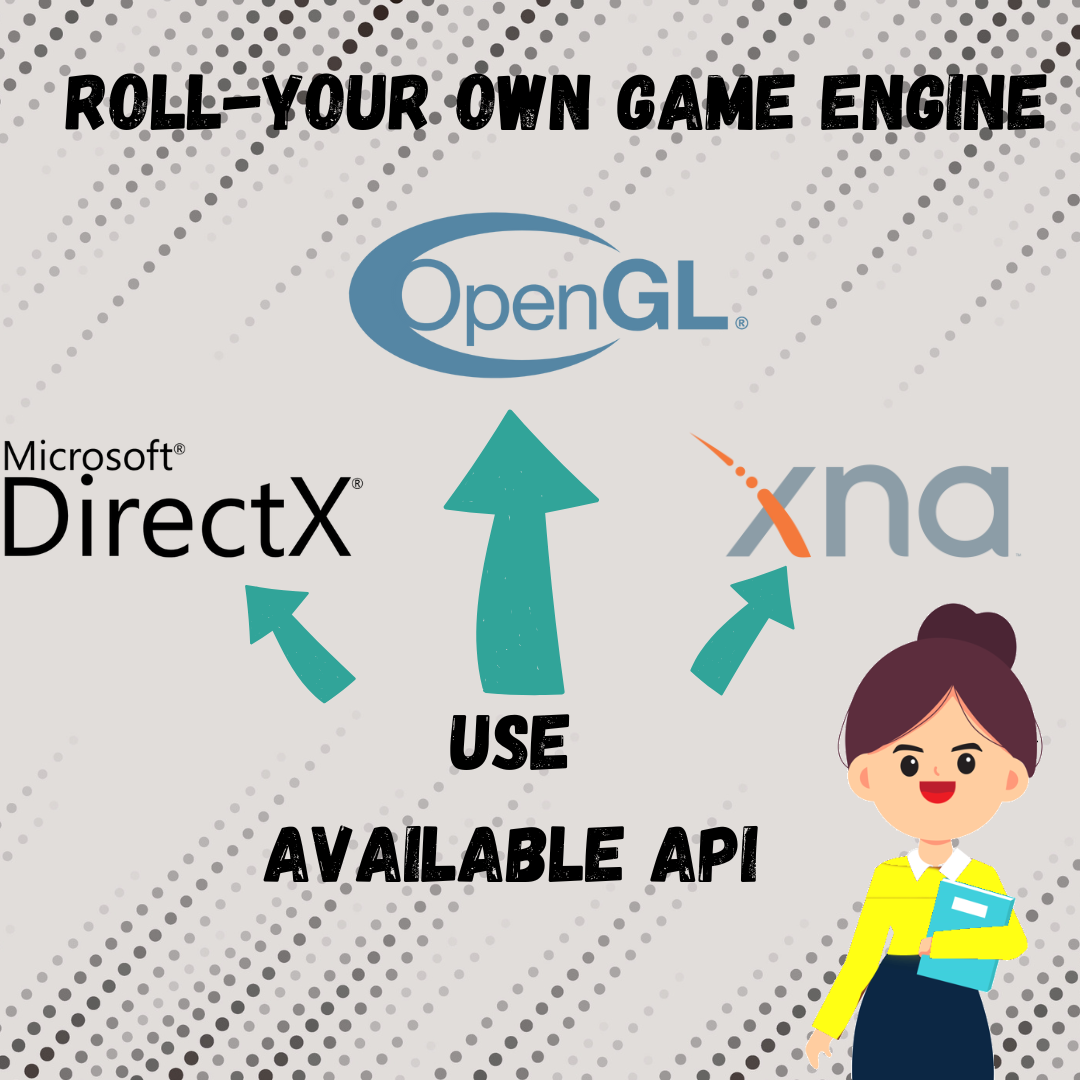 ROLL-YOUR OWN GAME ENGINE
OpenGL®
Microsoft®
DirectX®
xna
USE
AVAILABLE API